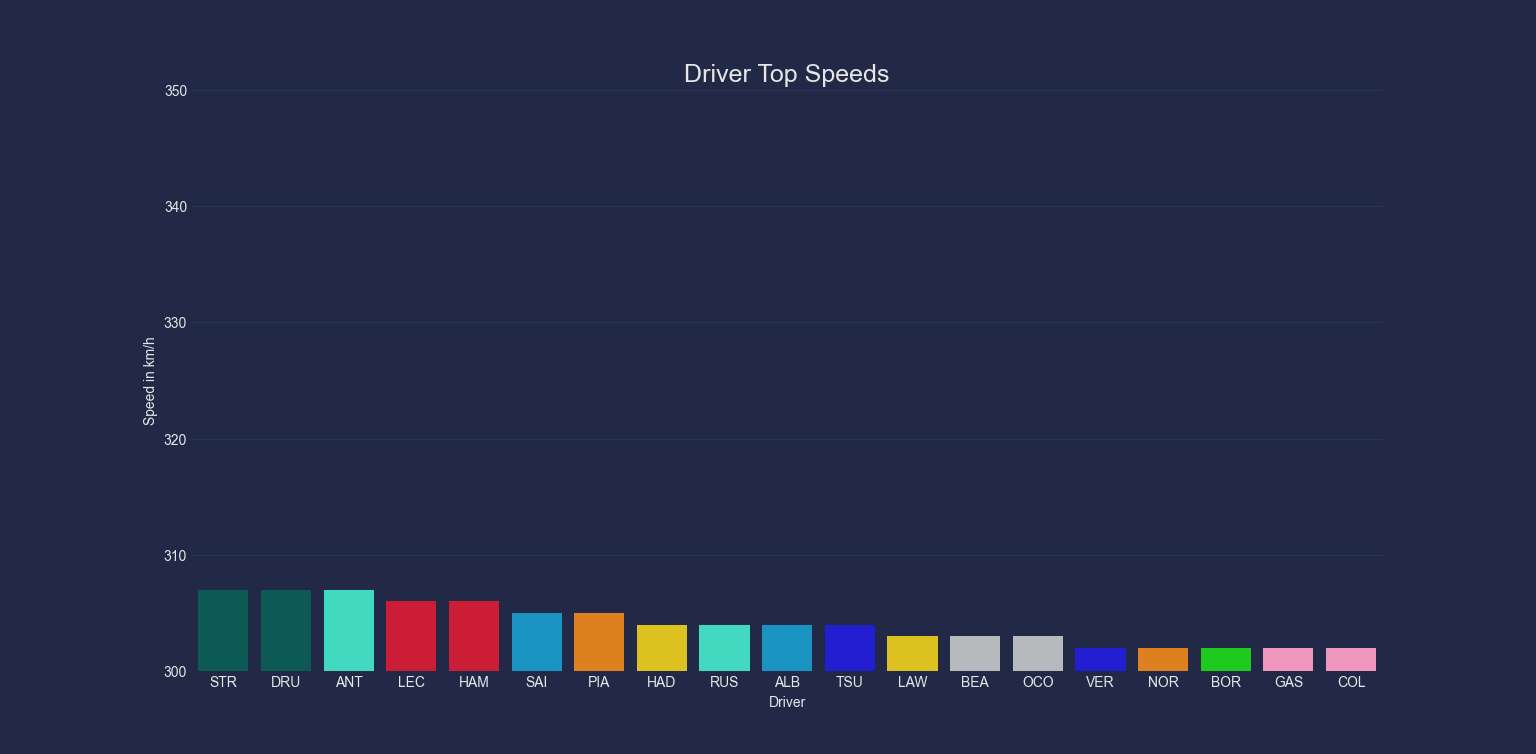 Driver Top Speeds
350
340
330
320
310
300
Speed in km/h
STR DRU ANT LEC HAM SAI PIA HAD RUS ALB TSU LAW BEA OCO VER NOR BOR GAS COL
Driver